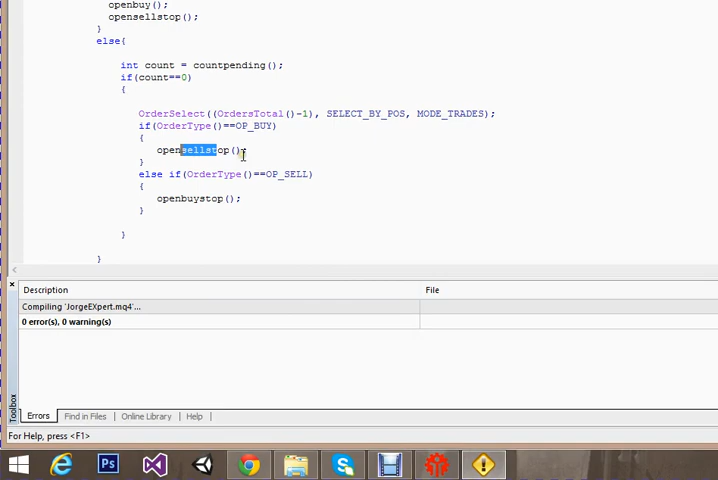 openbuy();
opensellstop();
}
else{
int count = countpending();
if(count==0)
{
OrderSelect((OrdersTotal()-1), SELECT_BY_POS, MODE_TRADES);
if(OrderType()==OP_BUY)
{
opensellstop();
}
else if(OrderType()==OP_SELL)
{
openbuystop();
}
}
}
Description File
Compiling 'JorgeEXpert.mq4'...
0 error(s), 0 warning(s)
Toolbox
Errors Find in Files Online Library Help
For Help, press <F1>
Ps